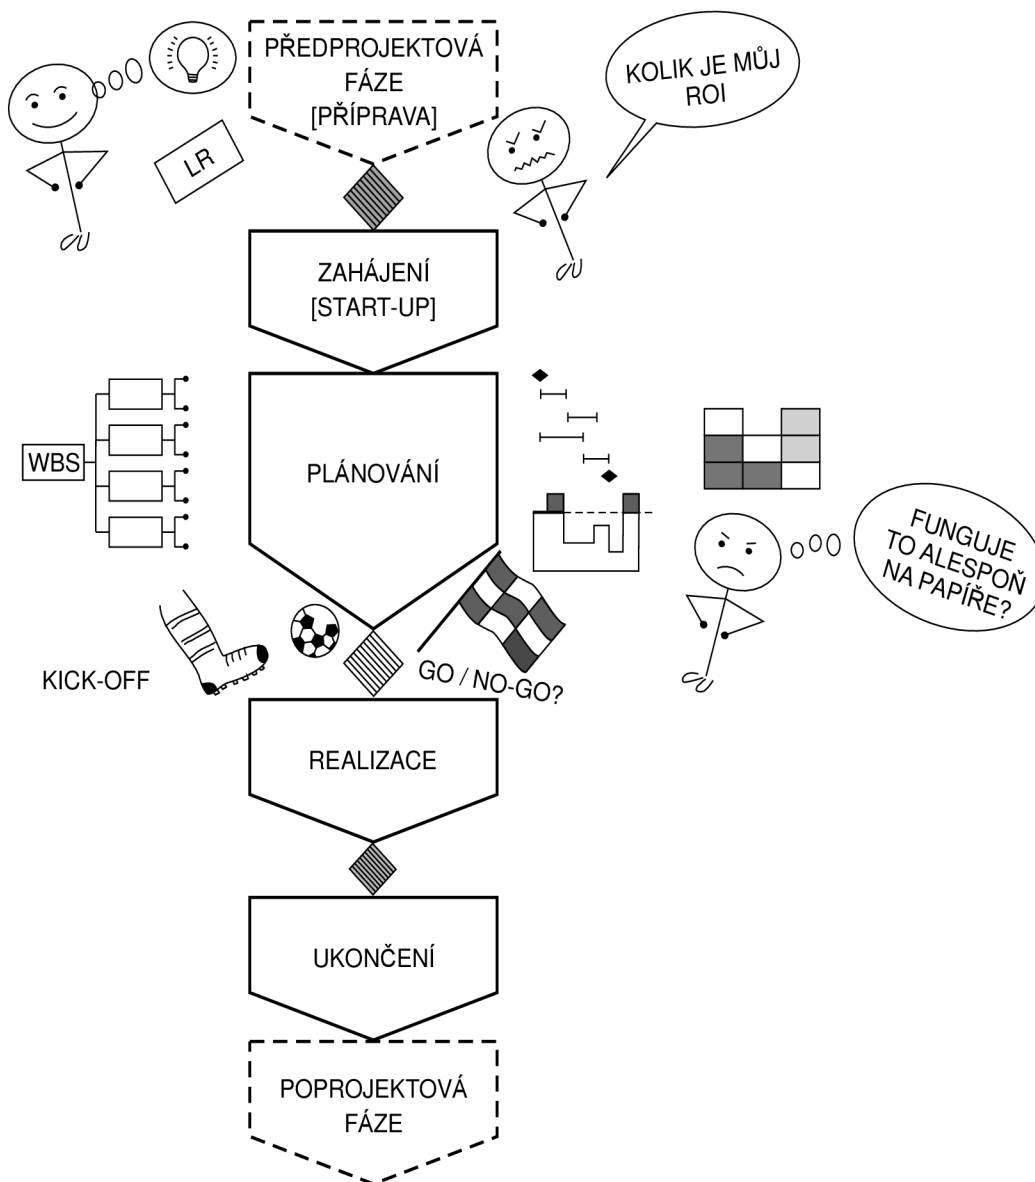 PŘEDPROJEKTOVÁ
FÁZE
[PŘÍPRAVA]
KOLIK JE MŮJ
ROI
LR
ZAHÁJENÍ
[START-UP]
WBS
PLÁNOVÁNÍ
FUNGUJE
TO ALESPOŇ
NA PAPÍŘE?
KICK-OFF
GO / NO-GO?
REALIZACE
UKONČENÍ
POPROJEKTOVÁ
FÁZE